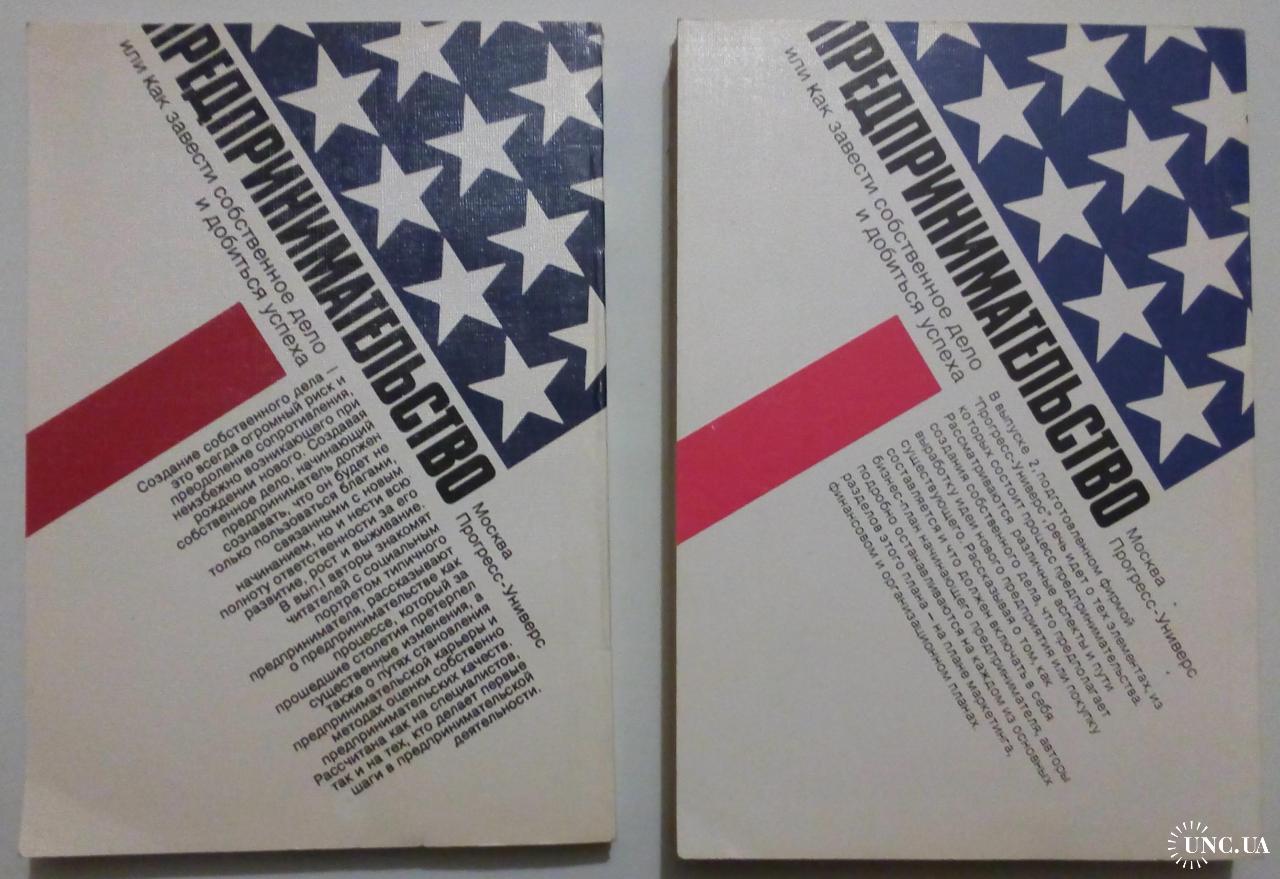 ПРЕДПРИНИМАТЕЛЬСТВО
или как завести собственное дело
и добиться успеха
Создание собственного дела —
это всегда огромный риск и
преодоление сопротивления,
неизбежно возникающего при
рождении нового. Создавая
собственное дело, начинающий
предприниматель должен
сознавать, что он будет не
только пользоваться благами,
связанными с новым
начинанием, но и нести всю
полноту ответственности за его
развитие, рост и выживание.
В вып.1 авторы знакомят
читателей с социальным
портретом типичного
предпринимателя, рассказывают
о предпринимательстве как
процессе, который за
прошедшие столетия претерпел
существенные изменения, а
также о путях становления
предпринимательской карьеры и
методах оценки собственно
предпринимательских качеств.
Рассчитана как на специалистов,
так и на тех, кто делает первые
шаги в предпринимательской
деятельности.
Москва
Прогресс-Универс
ПРЕДПРИНИМАТЕЛЬСТВО
или как завести собственное дело
и добиться успеха
В выпуске 2, подготовленном фирмой
"Прогресс-Универс", речь идет о тех элементах, из
которых состоит процесс предпринимательства.
Рассматриваются различные аспекты и пути
создания собственного дела, что предполагает
выработку идеи нового предприятия или покупку
существующего. Рассказывая о том, как
составляется и что должен включать в себя
бизнес-план начинающего предпринимателя, авторы
подробно останавливаются на каждом из основных
разделов этого плана – на плане маркетинга,
финансовом и организационном планах.
Москва
Прогресс-Универс
UNC.UA